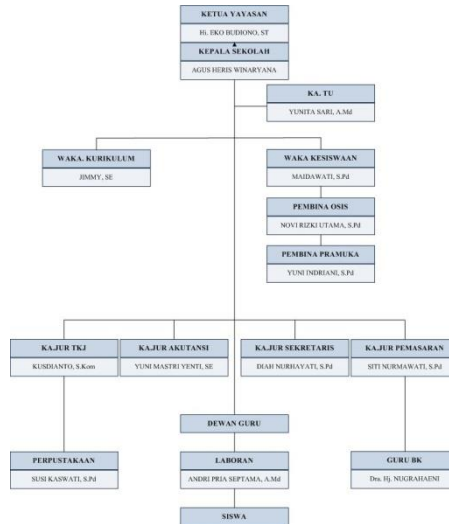 KETUA YAYASAN
Hi. EKO BUDIONO, ST
KEPALA SEKOLAH
AGUS HERIS WINARYANA
KA. TU
YUNITA SARI, A.Md
WAKA. KURIKULUM
JIMMY, SE
WAKA KESISWAAN
MAIDAWATI, S.Pd
PEMBINA OSIS
NOVI RIZKI UTAMA, S.Pd
PEMBINA PRAMUKA
YUNI INDRIANI, S.Pd
KA.JUR TKJ
KUSDIANTO, S.Kom
KA.JUR AKUTANSI
YUNI MASTRI YENTI, SE
KA.JUR SEKRETARIS
DIAH NURHAYATI, S.Pd
KA.JUR PEMASARAN
SITI NURMAWATI, S.Pd
DEWAN GURU
PERPUSTAKAAN
SUSI KASWATI, S.Pd
LABORAN
ANDRI PRIA SEPTAMA, A.Md
GURU BK
Dra. Hj. NUGRAHAENI
SISWA